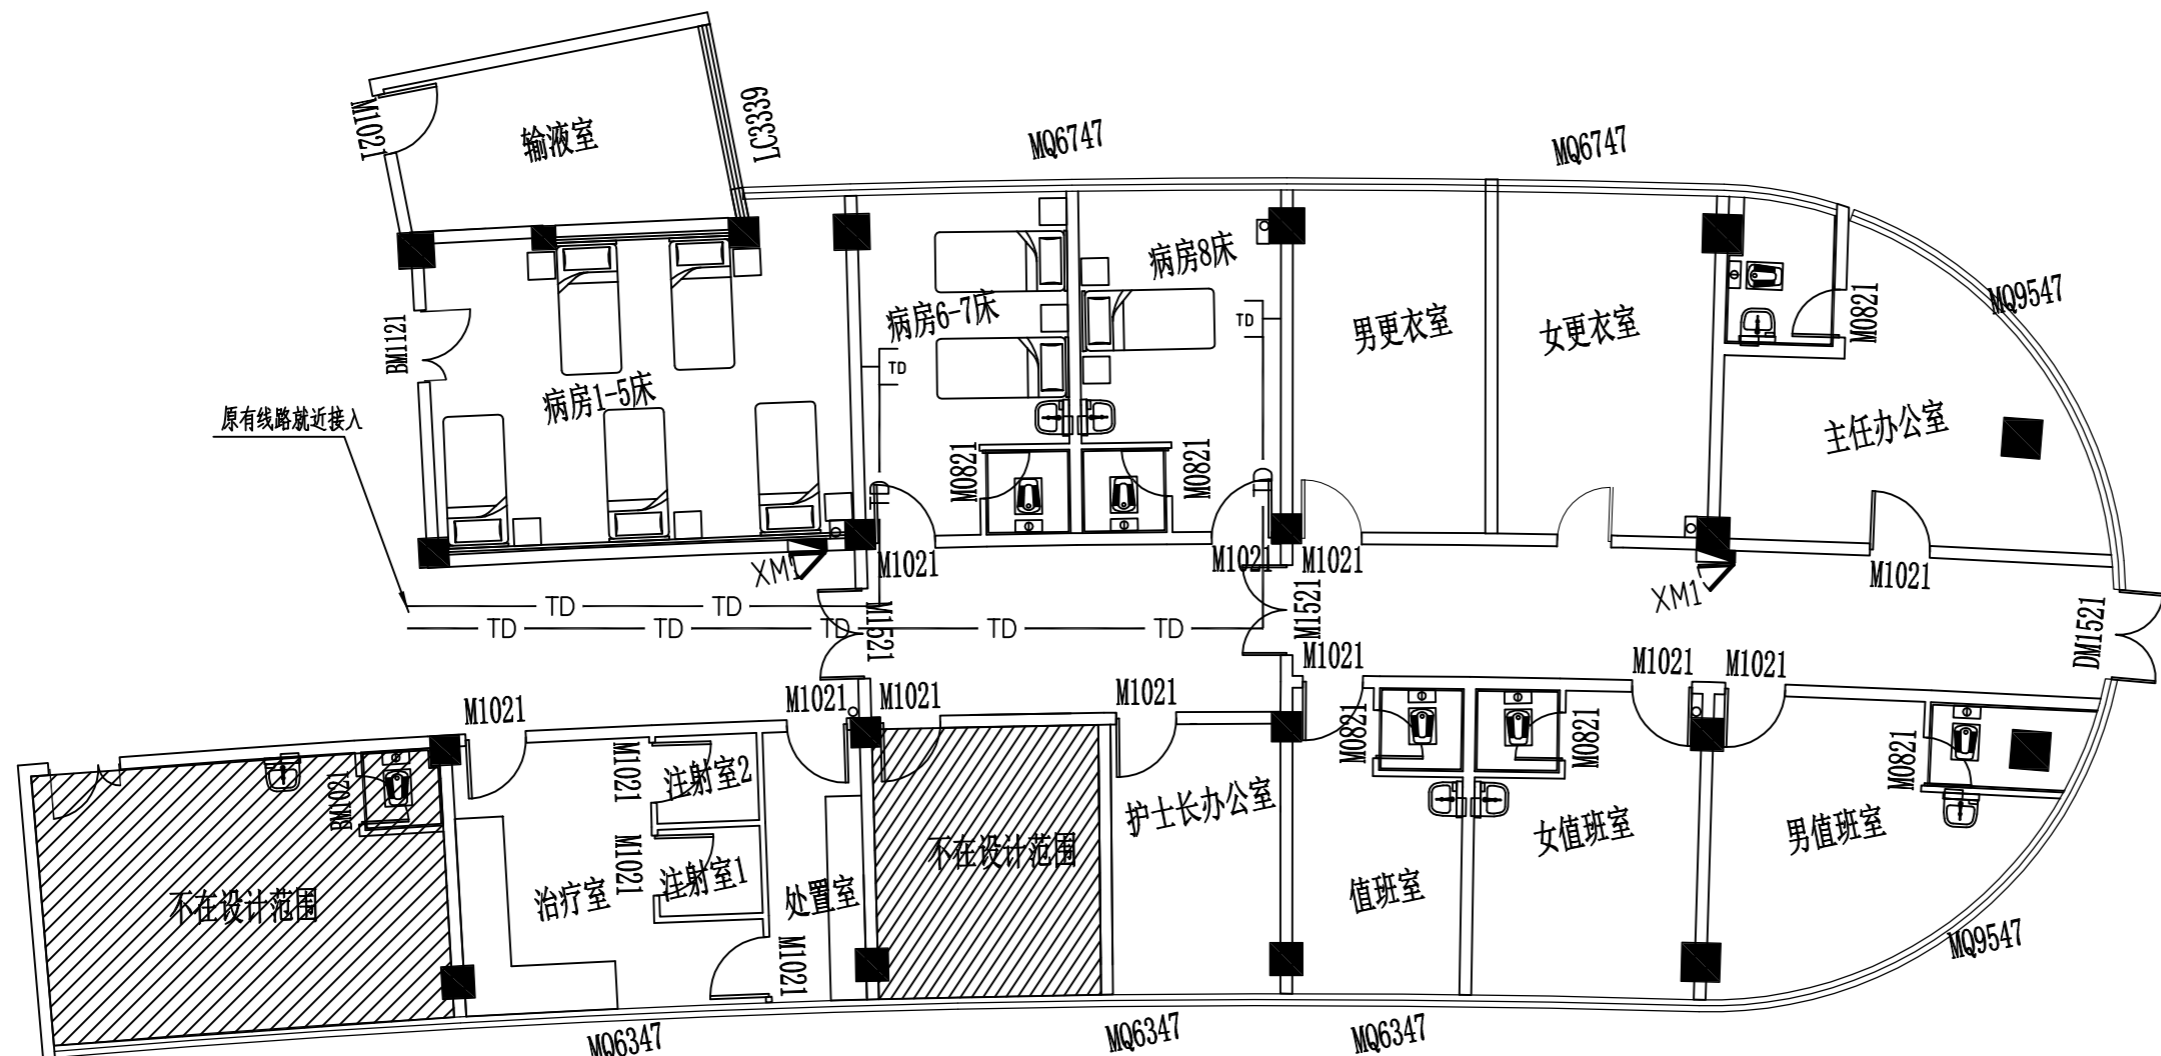 M1021
输液室
LC3339
MQ6747
MQ6747
病房8床
MQ9547
病房6-7床
TD
TD
男更衣室
女更衣室
M0821
BM1121
病房1-5床
原有线路就近接入
主任办公室
M0821
M0821
TD
TD
XM1
M1021
M1021
M1021
M1021
XM1
TD
TD
M1521
M1521
DM1521
TD
TD
TD
TD
TD
M1021
M1021
M1021
M1021
M1021
M1021
M1021
M0821
M0821
M0821
BM1021
M1021
注射室2
护士长办公室
女值班室
男值班室
不在设计范围
M1021
注射室1
治疗室
处置室
值班室
不在设计范围
M1021
MQ9547
MQ6347
MQ6347
MQ6347